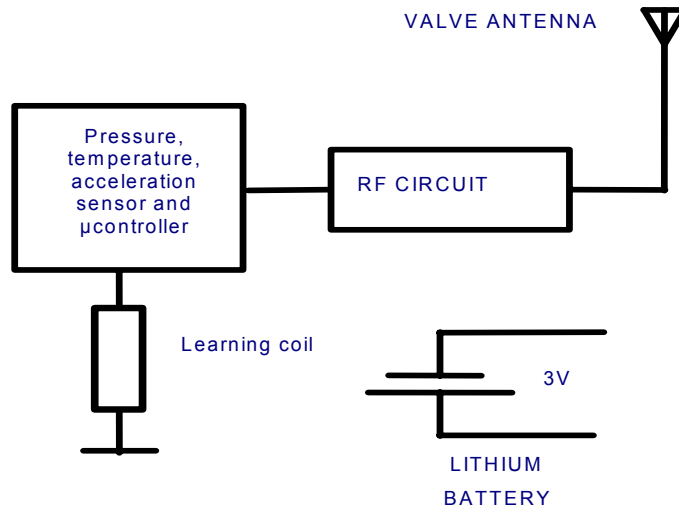 VALVE ANTENNA
Pressure,
temperature,
acceleration
sensor and
µcontroller
RF CIRCUIT
Learning coil
3V
LITHIUM
BATTERY